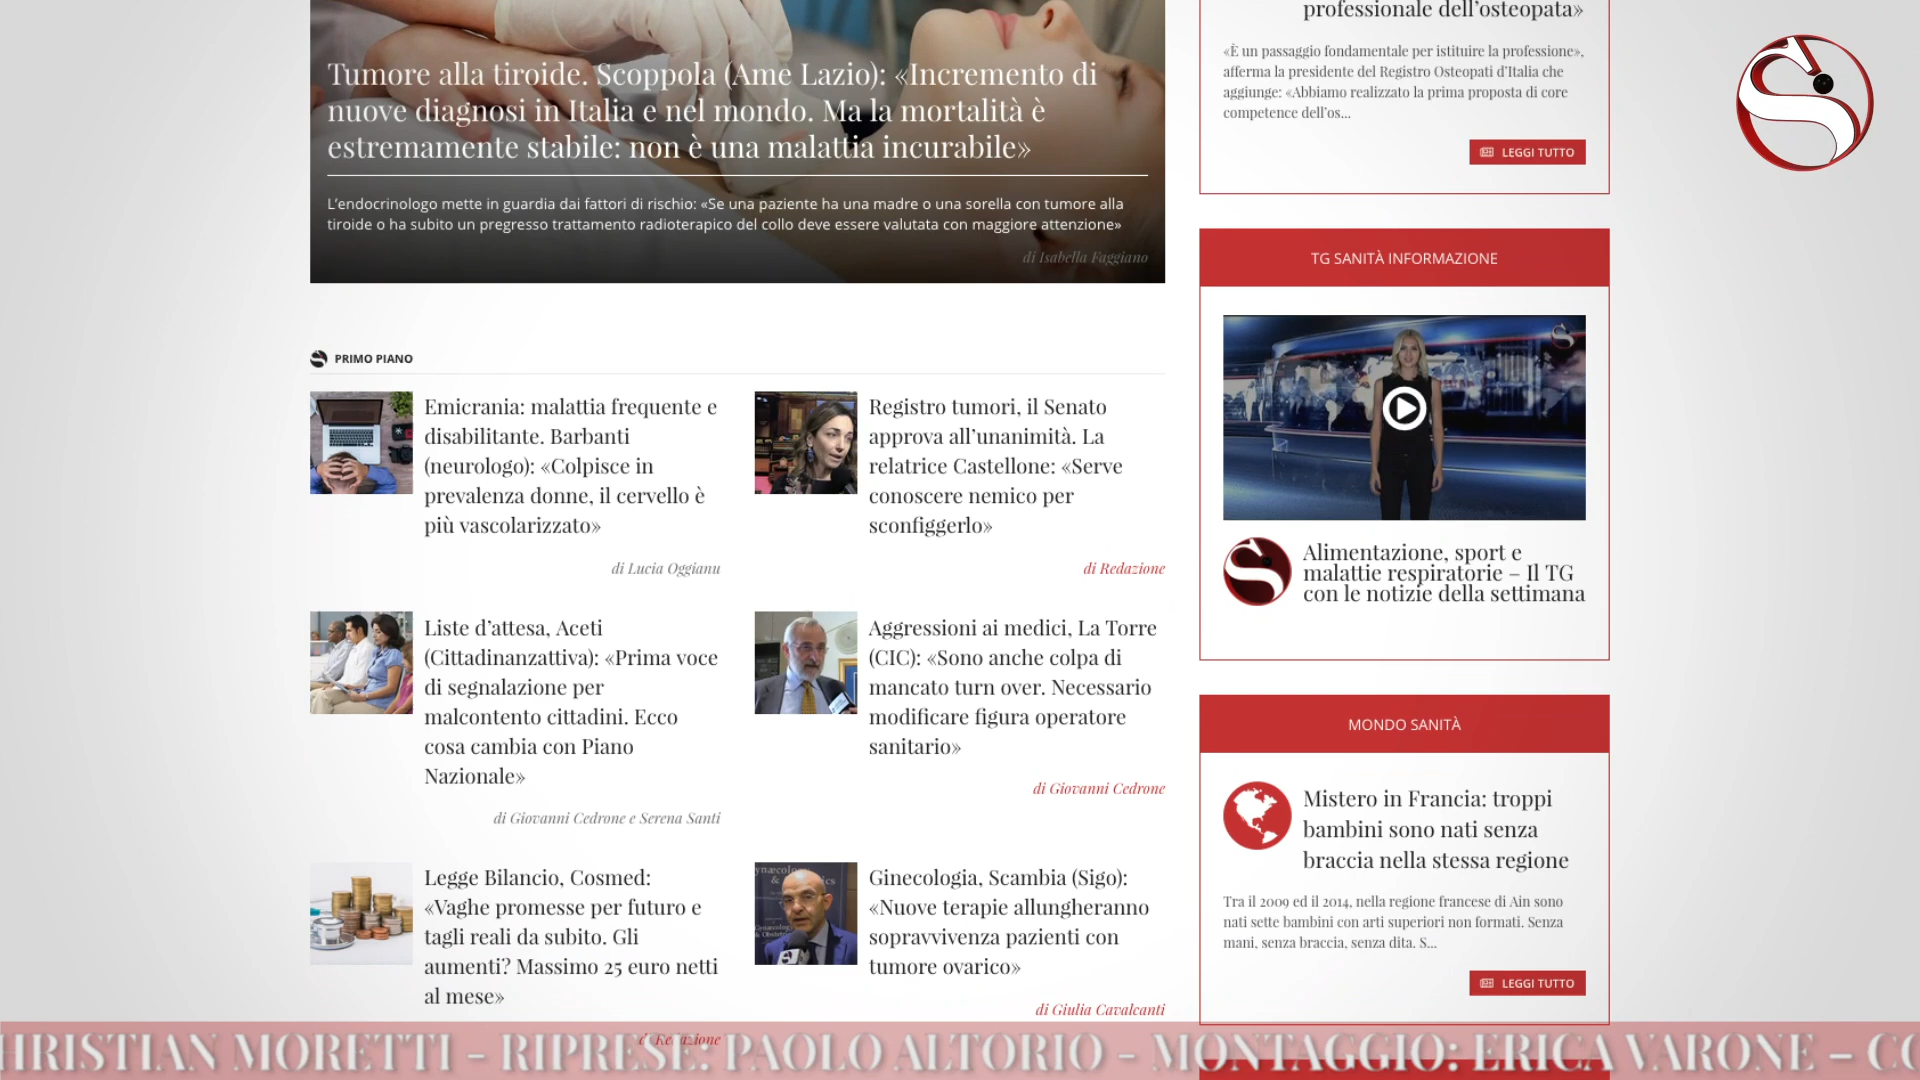 Tumore alla tiroide. Scoppola (Ame Lazio): «Incremento di
nuove diagnosi in Italia e nel mondo. Ma la mortalità è
estremamente stabile: non è una malattia incurabile»
L'endocrinologo mette in guardia dai fattori di rischio: «Se una paziente ha una madre o una sorella con tumore alla
tiroide o ha subito un pregresso trattamento radioterapico del collo deve essere valutata con maggiore attenzione»
di Isabella Faggiano
PRIMO PIANO
Emicrania: malattia frequente e
disabilitante. Barbanti
(neurologo): «Colpisce in
prevalenza donne, il cervello è
più vascolarizzato»
di Lucia Oggianu
Registro tumori, il Senato
approva all'unanimità. La
relatrice Castellone: «Serve
conoscere nemico per
sconfiggerlo»
di Redazione
Liste d'attesa, Aceti
(Cittadinanzattiva): «Prima voce
di segnalazione per
malcontento cittadini. Ecco
cosa cambia con Piano
Nazionale»
di Giovanni Cedrone e Serena Santi
Aggressioni ai medici, La Torre
(CIC): «Sono anche colpa di
mancato turn over. Necessario
modificare figura operatore
sanitario»
di Giovanni Cedrone
Legge Bilancio, Cosmed:
«Vaghe promesse per futuro e
tagli reali da subito. Gli
aumenti? Massimo 25 euro netti
al mese»
di Redazione
Ginecologia, Scambia (Sigo):
«Nuove terapie allungheranno
sopravvivenza pazienti con
tumore ovarico»
di Giulia Cavalcanti
professionale dell'osteopata»
«È un passaggio fondamentale per istituire la professione»,
afferma la presidente del Registro Osteopati d'Italia che
aggiunge: «Abbiamo realizzato la prima proposta di core
competence dell'os...
LEGGI TUTTO
TG SANITÀ INFORMAZIONE
Alimentazione, sport e
malattie respiratorie – Il TG
con le notizie della settimana
MONDO SANITÀ
Mistero in Francia: troppi
bambini sono nati senza
braccia nella stessa regione
Tra il 2009 ed il 2014, nella regione francese di Ain sono
nati sette bambini con arti superiori non formati. Senza
mani, senza braccia, senza dita. S...
LEGGI TUTTO
HRISTIAN MORETTI – RIPRESE: PAOLO ALTORIO – MONTAGGIO: ERICA VARONE – CO